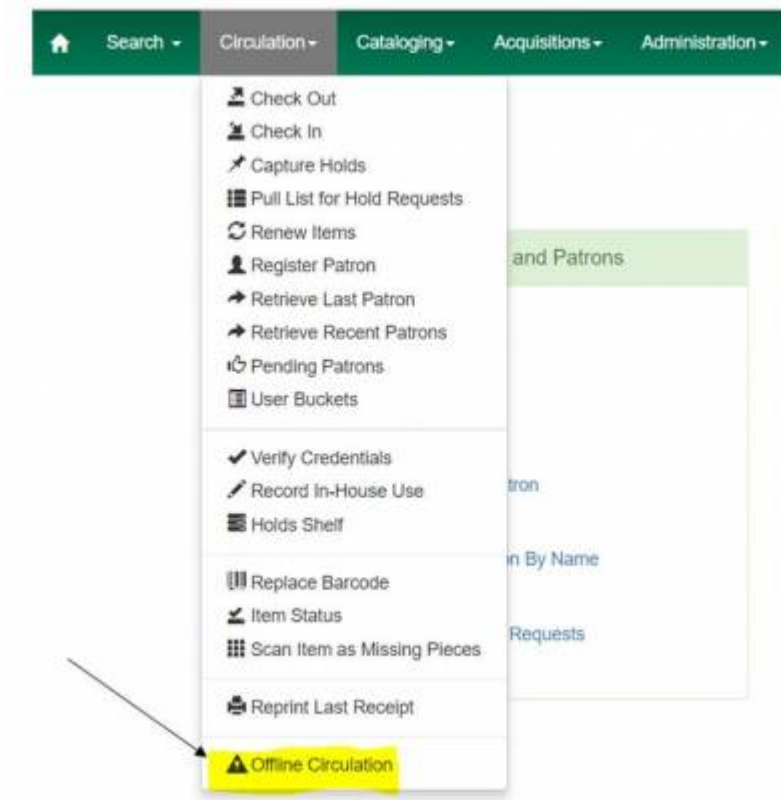 Search Circulation Cataloging Acquisitions Administration
Check Out
Check In
Capture Holds
Pull List for Hold Requests
Renew Items
Register Patron
and Patrons
Retrieve Last Patron
Retrieve Recent Patrons
Pending Patrons
User Buckets
Verify Credentials
Record In-House Use
tron
Holds Shelf
n By Name
Replace Barcode
Item Status
Requests
Scan Item as Missing Pieces
Reprint Last Receipt
Offline Circulation